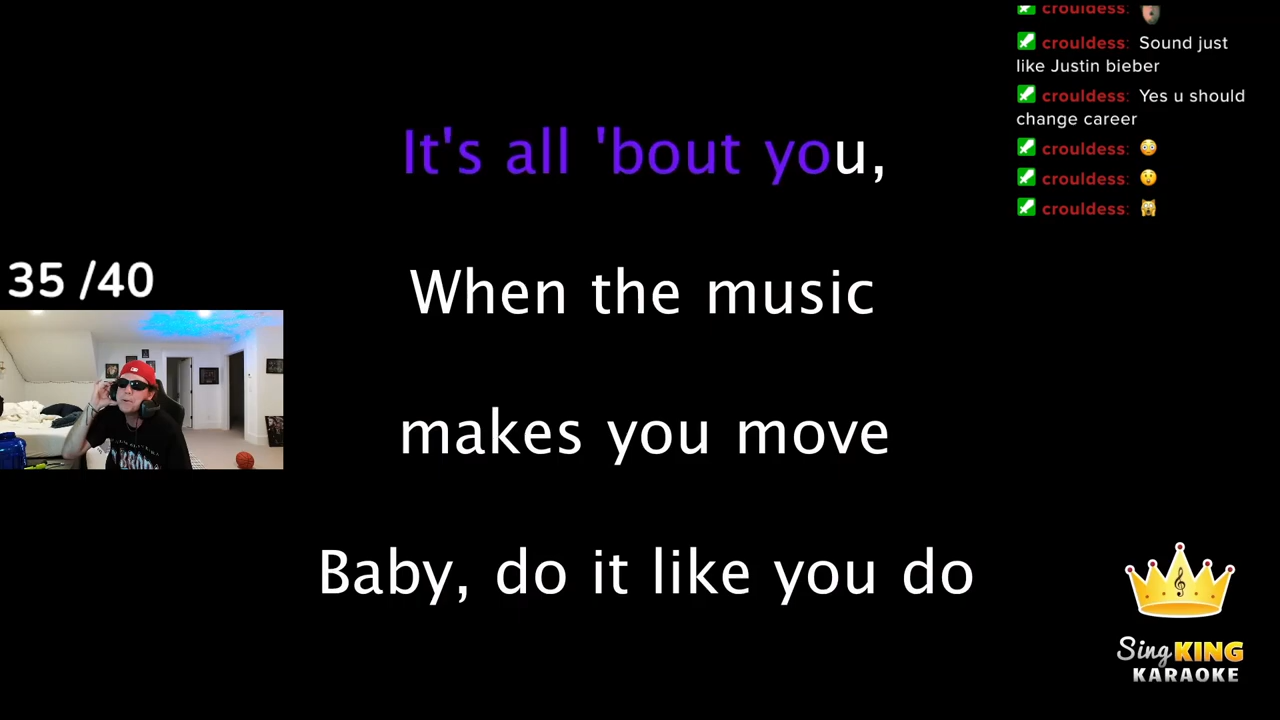 crouldess:
crouldess: Sound just
like Justin bieber
crouldess: Yes u should
change career
crouldess: 😳
crouldess: 😲
crouldess: 🙀
It's all 'bout you,
When the music
makes you move
Baby, do it like you do
35 /40
Sing KING
KARAOKE